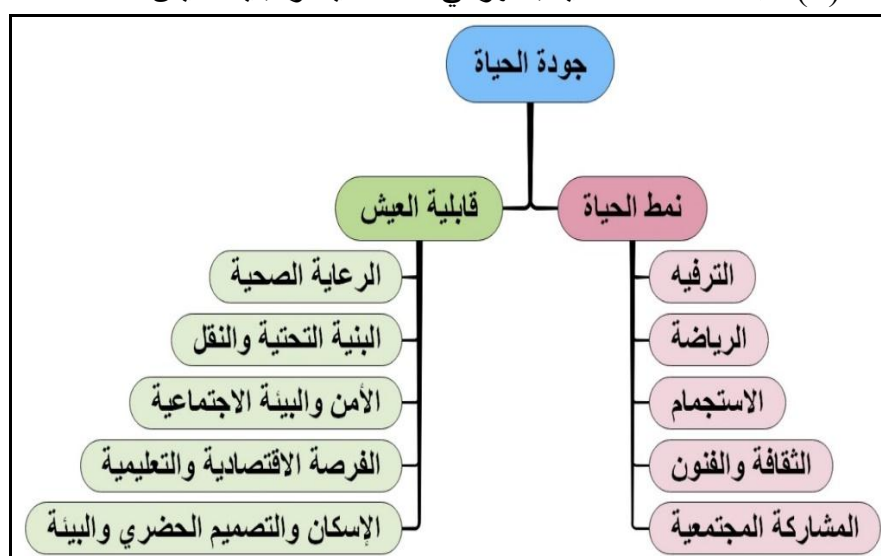 جودة الحياة
نمط الحياة
الترفيه
الرياضة
الاستجمام
الثقافة والفنون
المشاركة المجتمعية
قابلية العيش
الرعاية الصحية
البنية التحتية والنقل
الأمن والبيئة الاجتماعية
الفرصة الاقتصادية والتعليمية
الإسكان والتصميم الحضري والبيئة